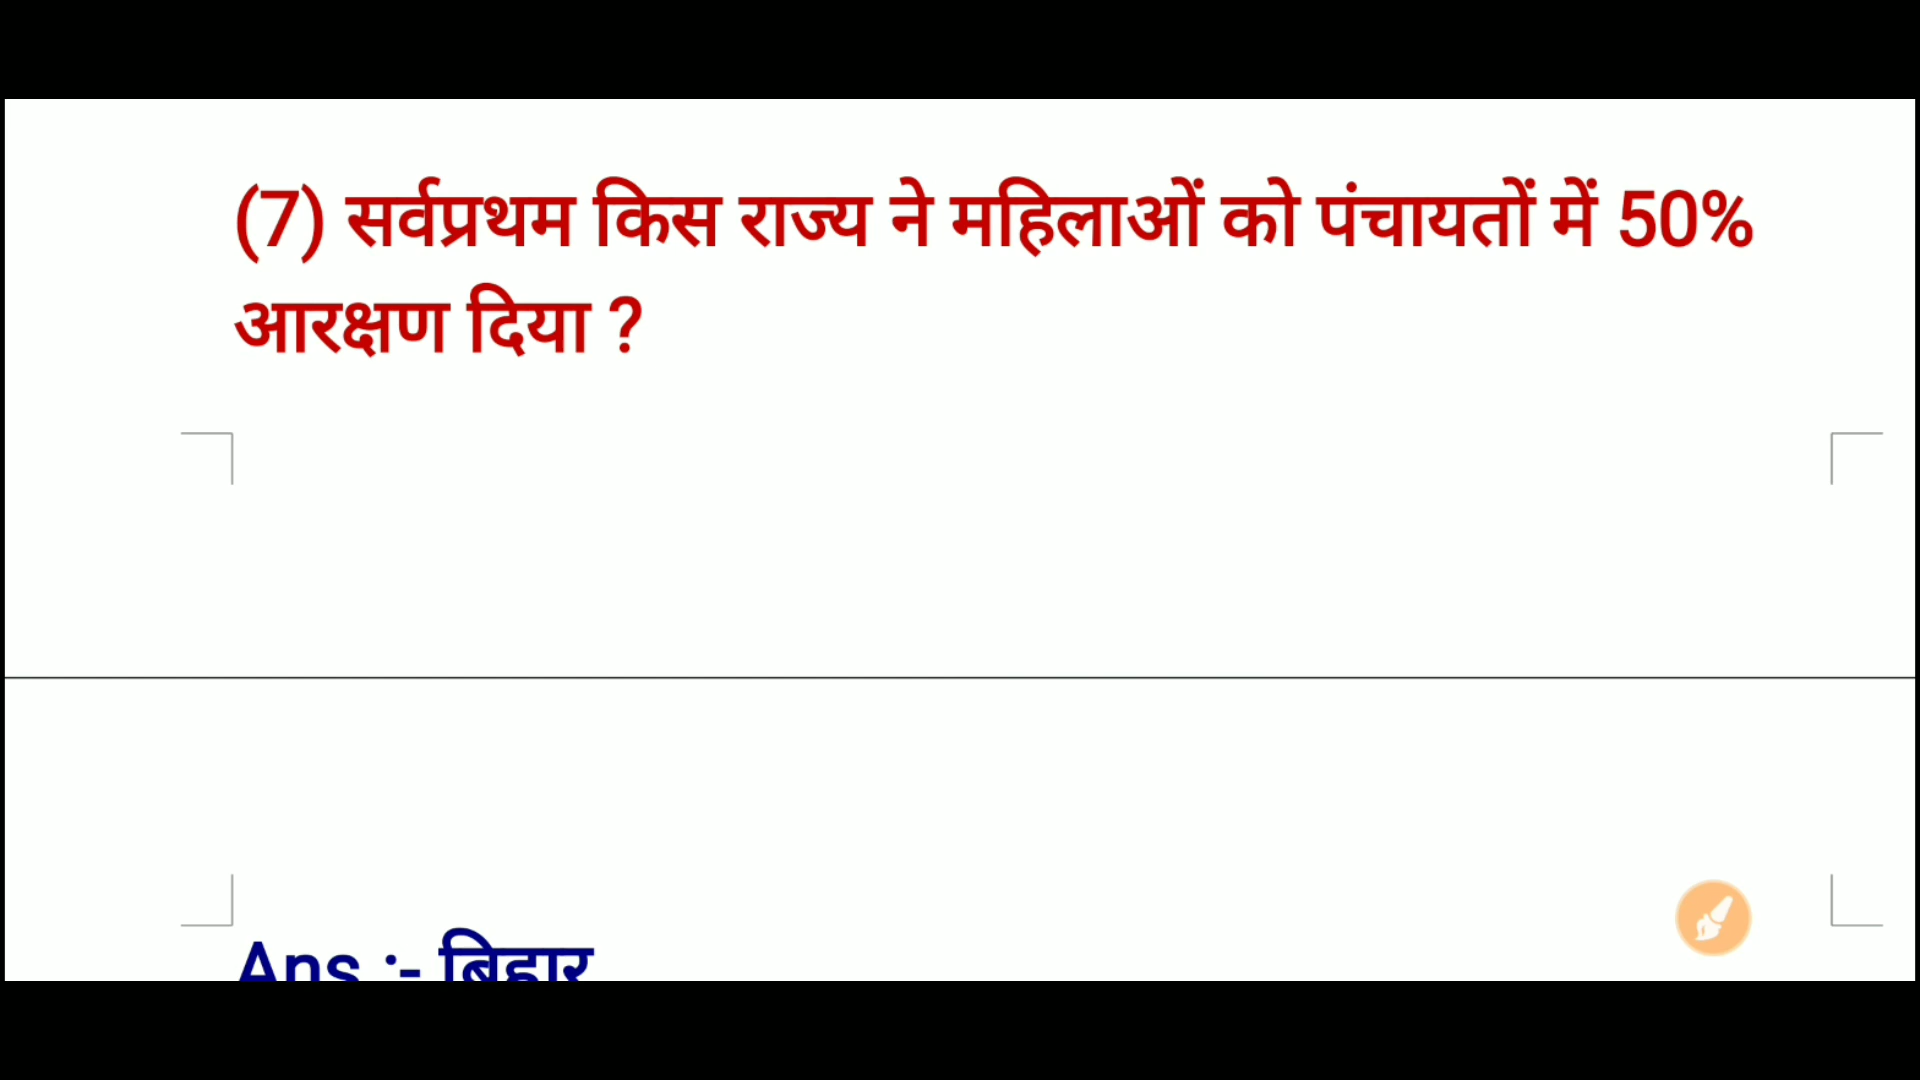 (7) सर्वप्रथम किस राज्य ने महिलाओं को पंचायतों में 50%
आरक्षण दिया ?
Ans :- बिहार